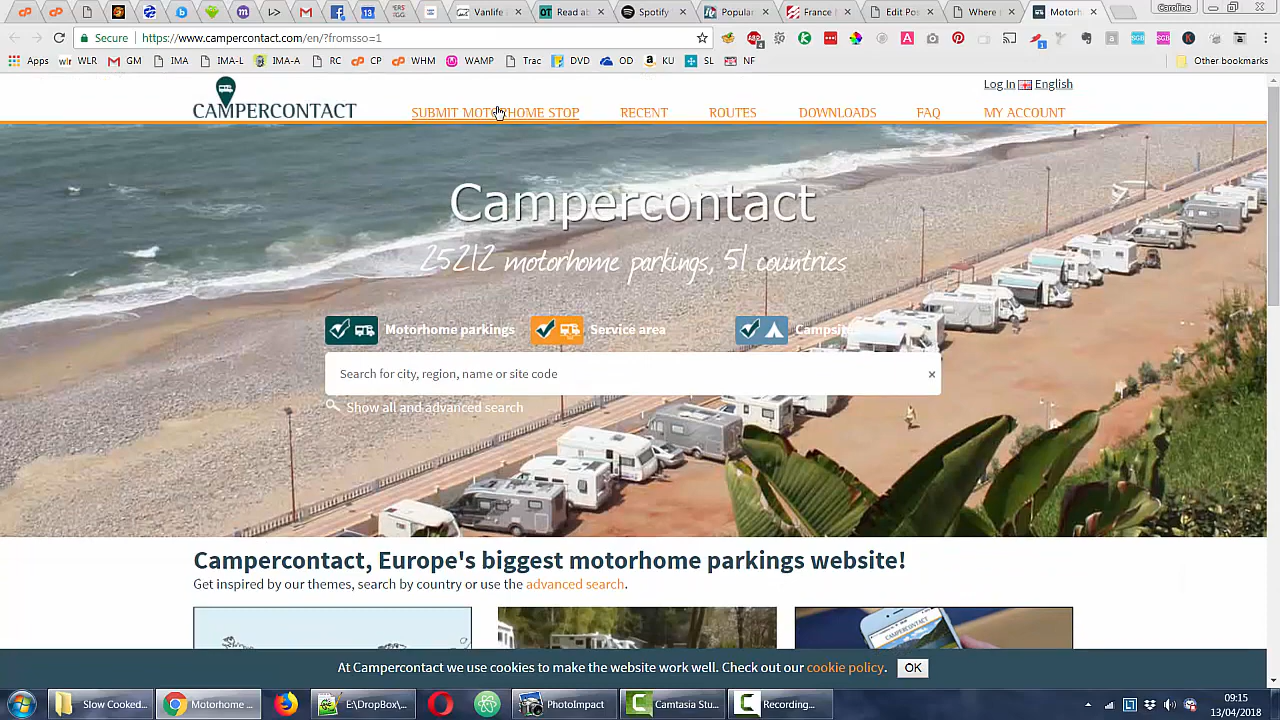 Vanlife i
Read ab
Spotify
Popular
Freeze
Edit Po
Where
Motorh
Caroline
Secure
https://www.campercontact.com/en/?fromsso=1
Apps
WLR
GM
IMA
IMA-L
IMA-A
RC
CP
WHM
WAMP
Trac
DVD
OD
KU
SL
NF
Other bookmarks
Log In
English
CAMPERCONTACT
SUBMIT MOTORHOME STOP
RECENT
ROUTES
DOWNLOADS
FAQ
MY ACCOUNT
Campercontact
25212 motorhome parkings, 51 countries
Motorhome parkings
Service area
Campsites
Search for city, region, name or site code
Show all and advanced search
Campercontact, Europe's biggest motorhome parkings website!
Get inspired by our themes, search by country or use the advanced search.
CAMPERCONTACT
At Campercontact we use cookies to make the website work well. Check out our cookie policy.
OK
Slow Cooked...
Motorhome ...
E:\DropBox\...
PhotoImpact
Camtasia Stu...
Recording...
09:15
13/04/2018